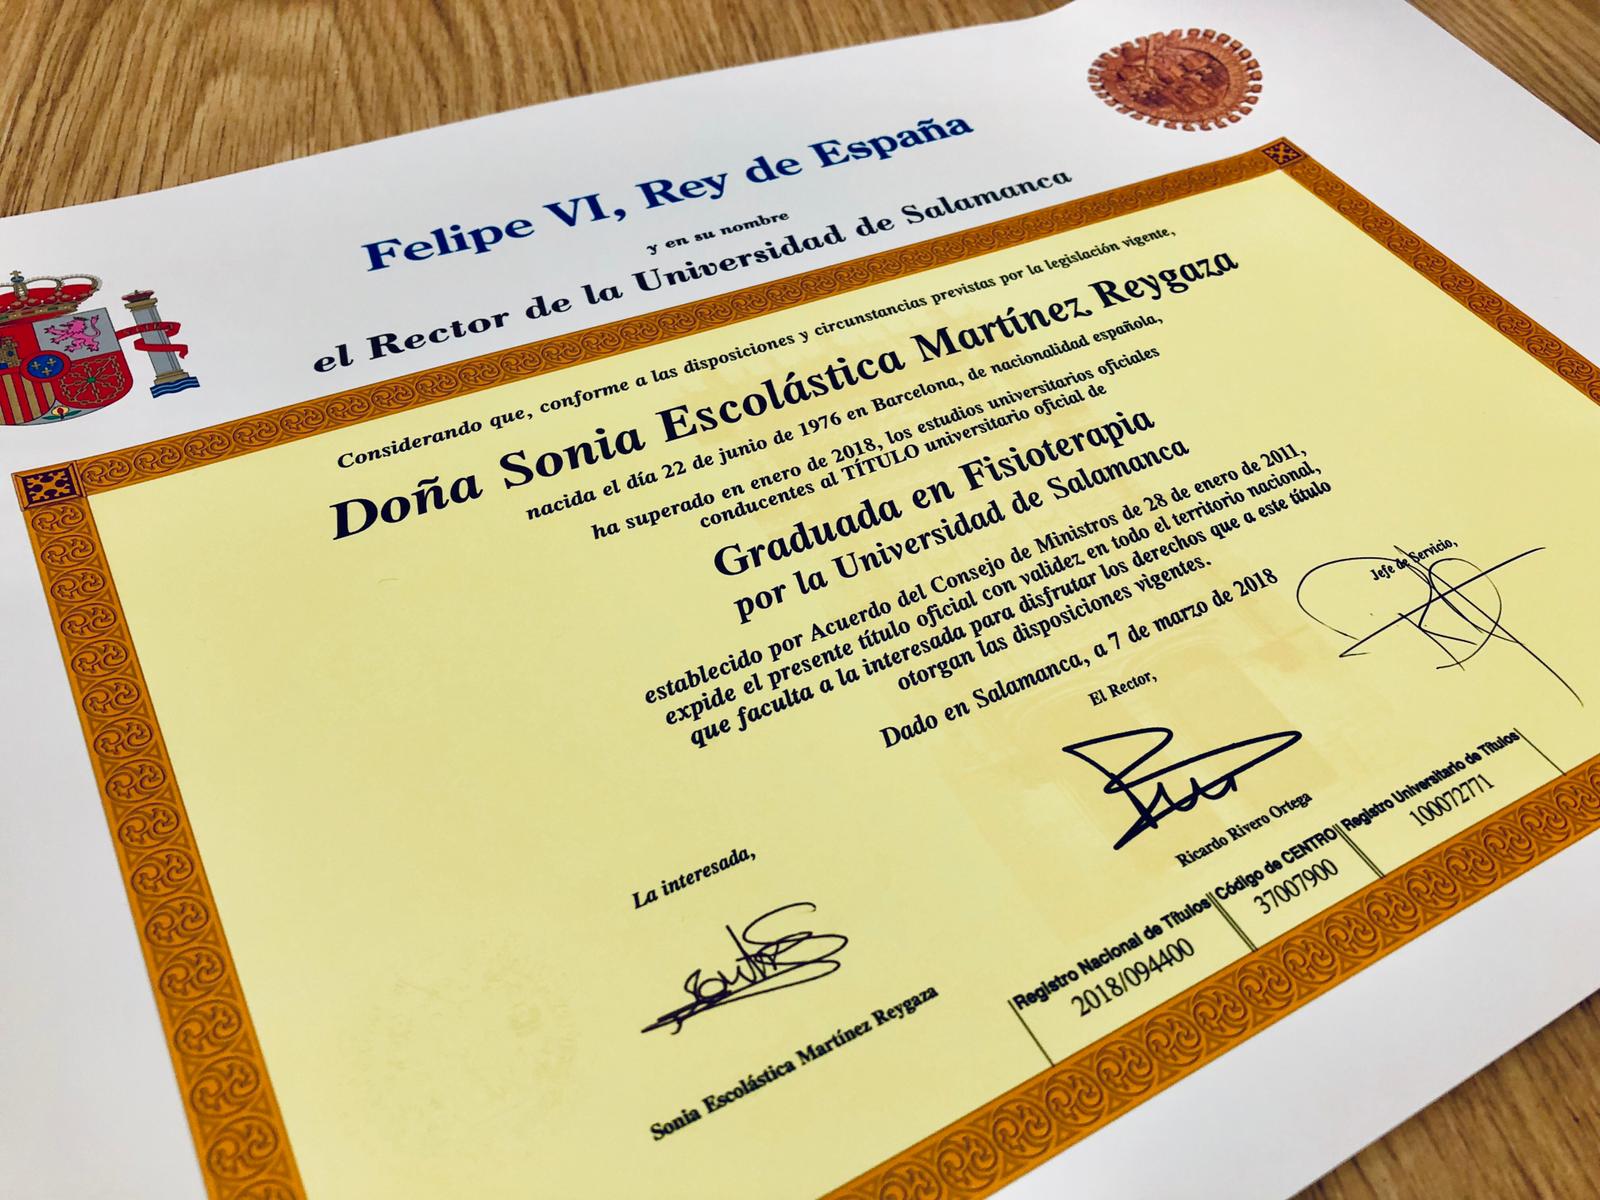 Felipe VI, Rey de España
y en su nombre
el Rector de la Universidad de Salamanca
Considerando que, conforme a las disposiciones y circunstancias previstas por la legislación vigente,
Doña Sonia Escolástica Martínez Reygaza
nacida el día 22 de junio de 1976 en Barcelona, de nacionalidad española,
ha superado en enero de 2018, los estudios universitarios oficiales
conducentes al TÍTULO universitario oficial de
Graduada en Fisioterapia
por la Universidad de Salamanca
establecido por Acuerdo del Consejo de Ministros de 28 de enero de 2011,
expide el presente título oficial con validez en todo el territorio nacional,
que faculta a la interesada para disfrutar los derechos que a este título
otorgan las disposiciones vigentes.
Dado en Salamanca, a 7 de marzo de 2018
Jefe de Servicio,
El Rector,
Ricardo Rivero Ortega
La interesada,
Sonia Escolástica Martínez Reygaza
Registro Nacional de Títulos
2018/094400
Código de CENTRO
37007900
Registro Universitario de Títulos
100072771